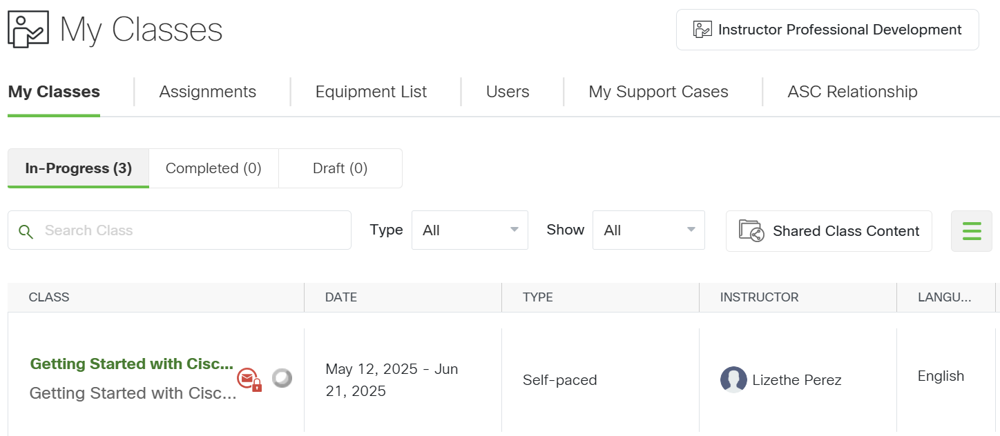 My Classes
Instructor Professional Development
My Classes
Assignments
Equipment List
Users
My Support Cases
ASC Relationship
In-Progress (3)
Completed (0)
Draft (0)
Search Class
Type
All
Show
All
Shared Class Content
CLASS
DATE
TYPE
INSTRUCTOR
LANGU...
Getting Started with Cisc...
Getting Started with Cisc...
May 12, 2025 - Jun
21, 2025
Self-paced
Lizethe Perez
English